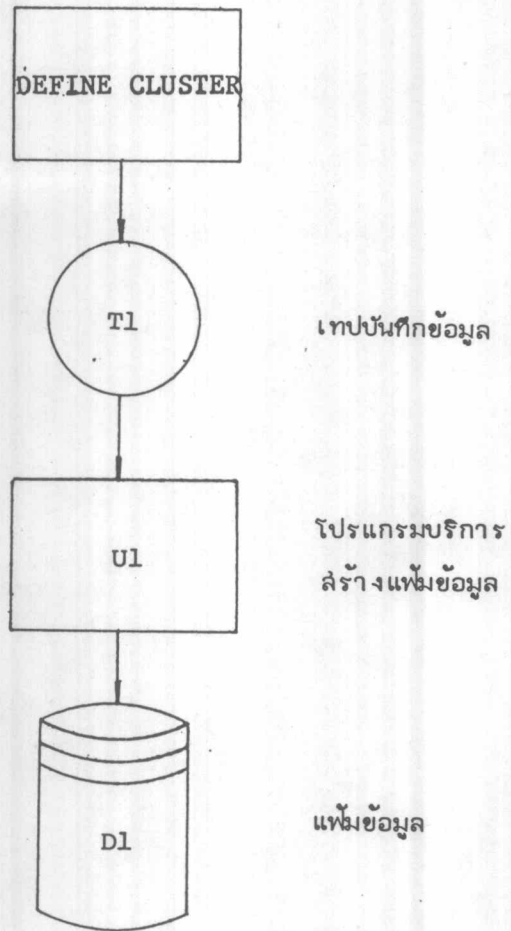 DEFINE CLUSTER
T1
เทปบันทึกข้อมูล
U1
โปรแกรมบริการ
สร้างแฟ้มข้อมูล
D1
แฟ้มข้อมูล